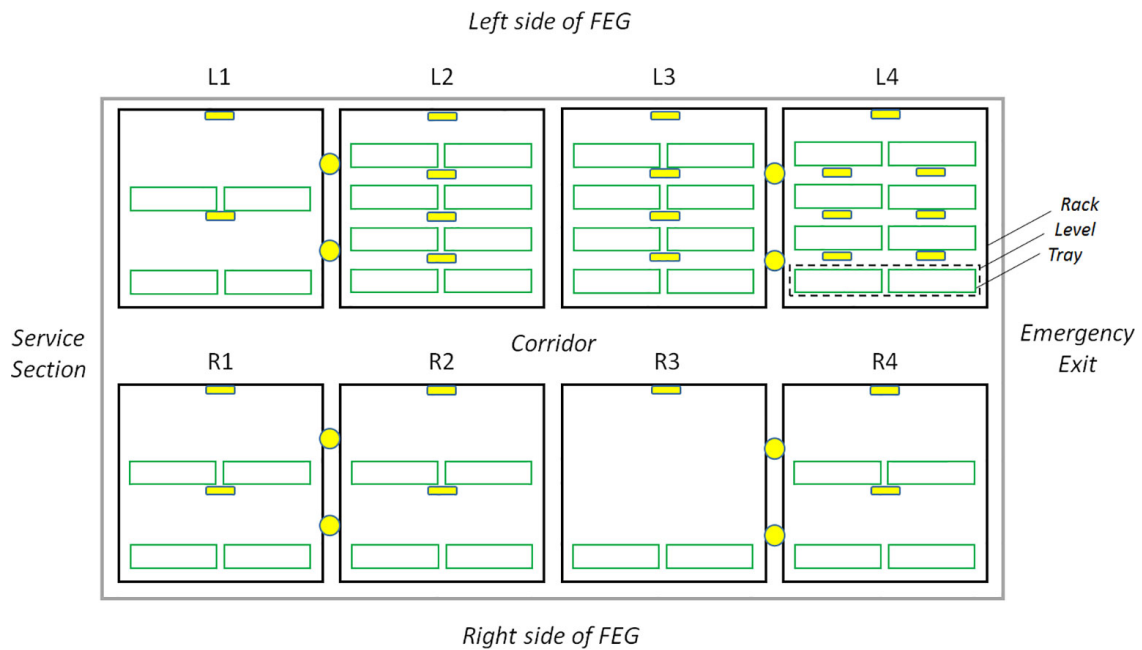 Left side of FEG
L1
L2
L3
L4
Rack
Level
Tray
Service
Section
Corridor
Emergency
Exit
R1
R2
R3
R4
Right side of FEG